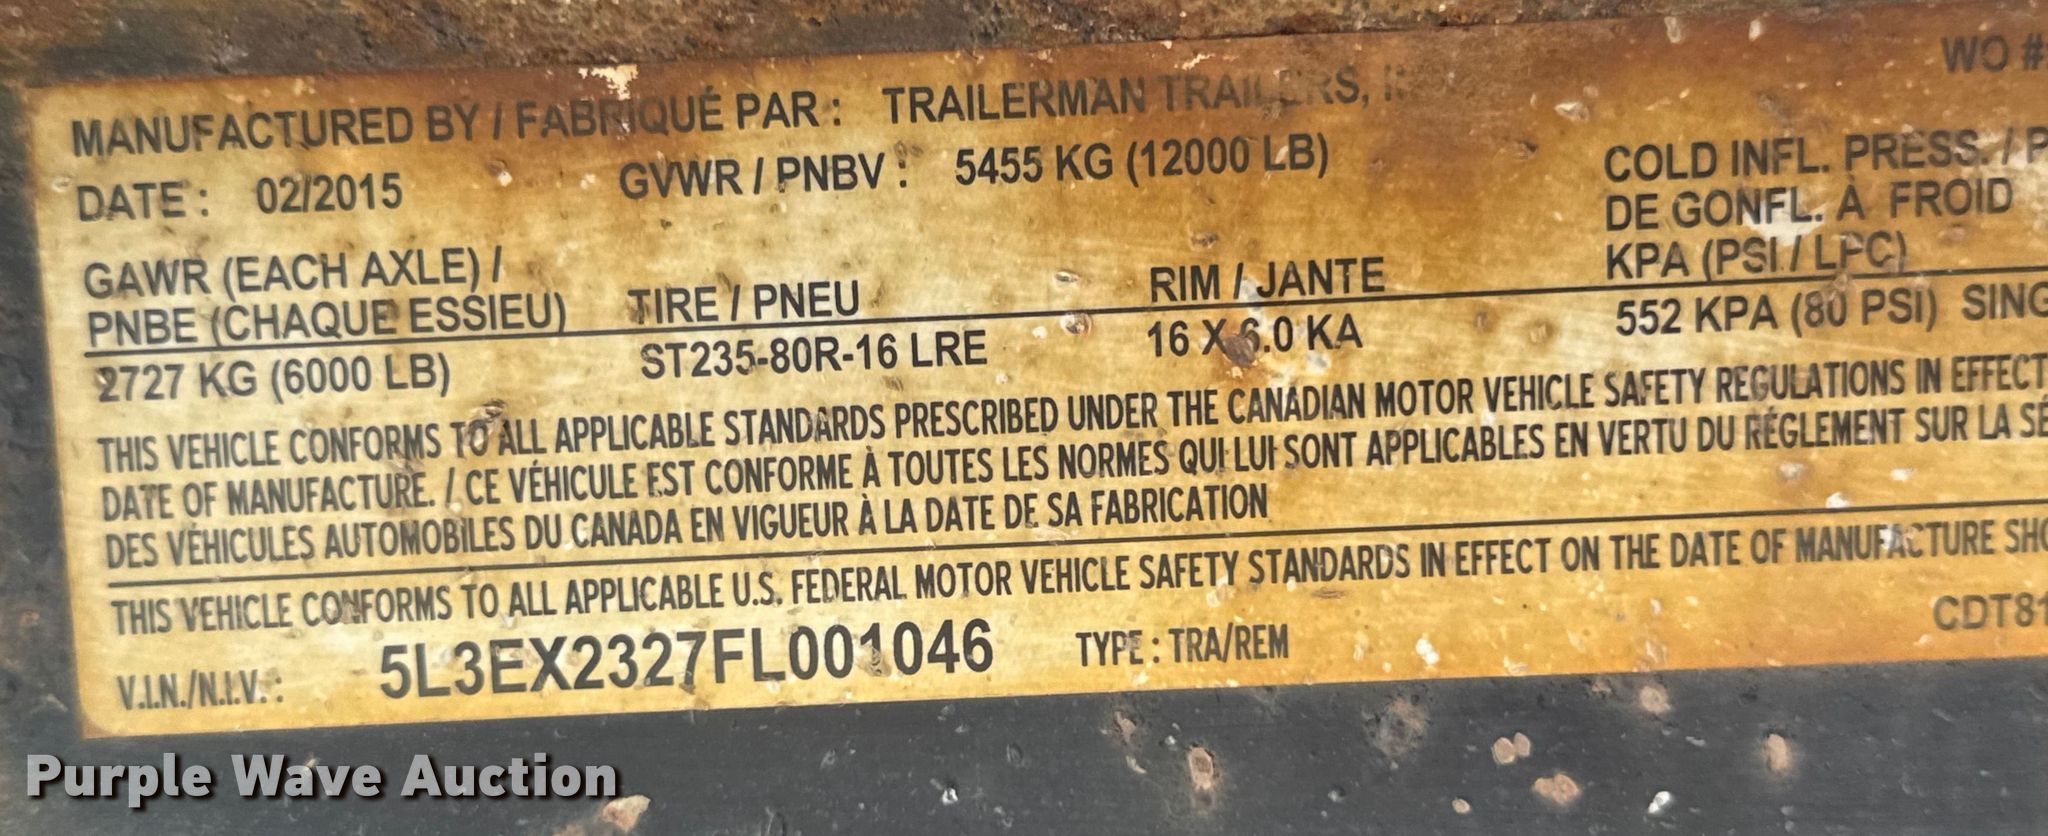 WO #
MANUFACTURED BY / FABRIQUÉ PAR : TRAILERMAN TRAILERS,
DATE : 02/2015 GVWR / PNBV : 5455 KG (12000 LB)
COLD INFL. PRESS. / P
DE GONFL. À FROID
KPA (PSI / LPC)
GAWR (EACH AXLE) /
PNBE (CHAQUE ESSIEU) TIRE / PNEU RIM / JANTE
2727 KG (6000 LB) ST235-80R-16 LRE 16 X 6.0 KA 552 KPA (80 PSI) SING
THIS VEHICLE CONFORMS TO ALL APPLICABLE STANDARDS PRESCRIBED UNDER THE CANADIAN MOTOR VEHICLE SAFETY REGULATIONS IN EFFECT
DATE OF MANUFACTURE. / CE VÉHICULE EST CONFORME À TOUTES LES NORMES QUI LUI SONT APPLICABLES EN VERTU DU RÉGLEMENT SUR LA SÉ
DES VÉHICULES AUTOMOBILES DU CANADA EN VIGUEUR À LA DATE DE SA FABRICATION
THIS VEHICLE CONFORMS TO ALL APPLICABLE U.S. FEDERAL MOTOR VEHICLE SAFETY STANDARDS IN EFFECT ON THE DATE OF MANUFACTURE SHO
V.I.N./N.I.V. : 5L3EX2327FL001046 TYPE : TRA/REM CDT81
Purple Wave Auction